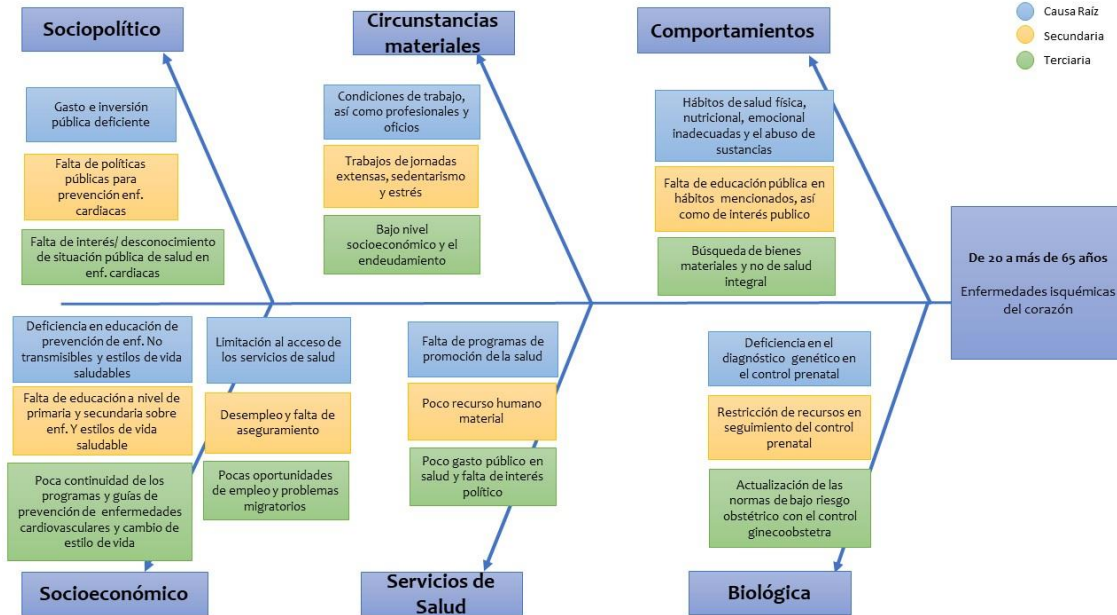 Sociopolítico
Circunstancias
materiales
Comportamientos
Causa Raíz
Secundaria
Terciaria
Gasto e inversión
pública deficiente
Falta de políticas
públicas para
prevención enf.
cardiacas
Falta de interés/ desconocimiento
de situación pública de salud en
enf. cardiacas
Condiciones de trabajo,
así como profesionales y
oficios
Trabajos de jornadas
extensas, sedentarismo y
estrés
Bajo nivel
socioeconómico y el
endeudamiento
Hábitos de salud física,
nutricional, emocional
inadecuadas y el abuso de
sustancias
Falta de educación pública en
hábitos mencionados, así
como de interés publico
Búsqueda de bienes
materiales y no de salud
integral
De 20 a más de 65 años
Enfermedades isquémicas
del corazón
Deficiencia en educación de
prevención de enf. No
transmisibles y estilos de vida
saludables
Falta de educación a nivel de
primaria y secundaria sobre
enf. Y estilos de vida
saludable
Poca continuidad de los
programas y guías de
prevención de enfermedades
cardiovasculares y cambio de
estilo de vida
Limitación al acceso de
los servicios de salud
Desempleo y falta de
aseguramiento
Pocas oportunidades
de empleo y problemas
migratorios
Falta de programas de
promoción de la salud
Poco recurso humano
material
Poco gasto público en
salud y falta de interés
político
Deficiencia en el
diagnóstico genético en
el control prenatal
Restricción de recursos en
seguimiento del control
prenatal
Actualización de las
normas de bajo riesgo
obstétrico con el control
ginecoobstetra
Socioeconómico
Servicios de
Salud
Biológica